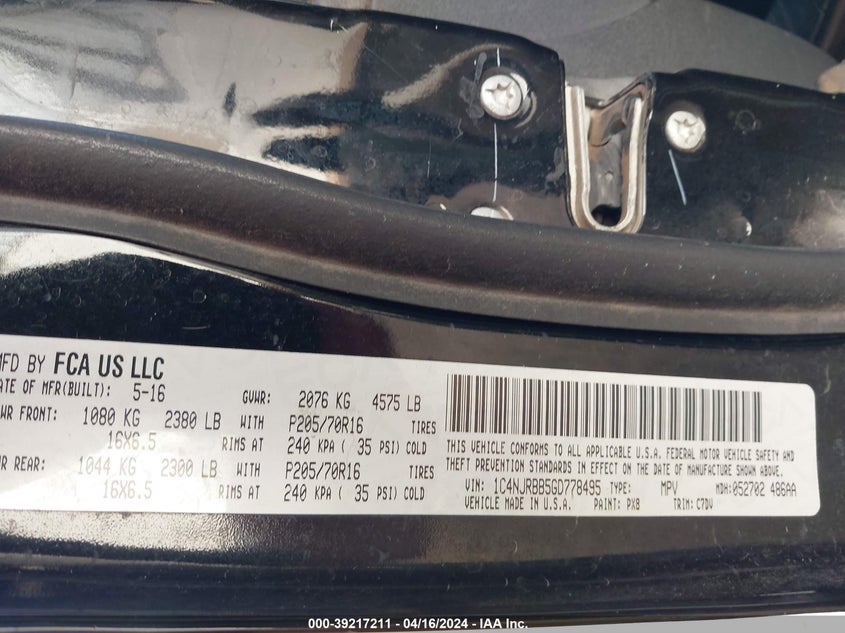 MFD BY FCA US LLC
DATE OF MFR(BUILT): 5-16 GVWR: 2076 KG 4575 LB
WR FRONT: 1080 KG 2380 LB WITH P205/70R16 TIRES
16X6.5 RIMS AT 240 KPA ( 35 PSI) COLD
WR REAR: 1044 KG 2300 LB WITH P205/70R16 TIRES
16X6.5 RIMS AT 240 KPA ( 35 PSI) COLD
THIS VEHICLE CONFORMS TO ALL APPLICABLE U.S.A. FEDERAL MOTOR VEHICLE SAFETY AND
THEFT PREVENTION STANDARDS IN EFFECT ON THE DATE OF MANUFACTURE SHOWN ABOVE.
VIN: 1C4NJRBB5GD778495 TYPE: MPV MDH:052702 486AA
VEHICLE MADE IN U.S.A. PAINT: PX8 TRIM: C7DV
000-39217211 - 04/16/2024 - IAA Inc.